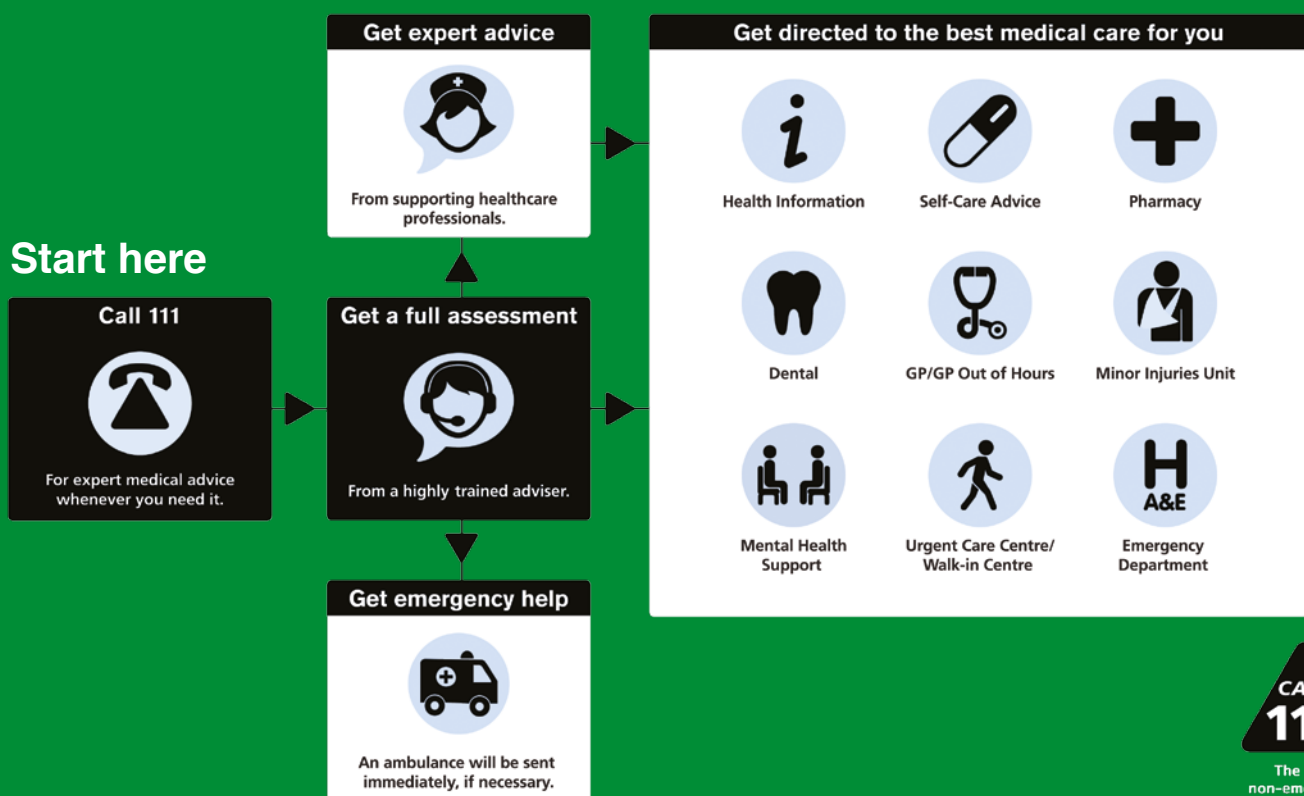 Start here
Call 111
For expert medical advice
whenever you need it.
Get a full assessment
From a highly trained adviser.
Get expert advice
From supporting healthcare
professionals.
Get emergency help
An ambulance will be sent
immediately, if necessary.
Get directed to the best medical care for you
Health Information
Self-Care Advice
Pharmacy
Dental
GP/GP Out of Hours
Minor Injuries Unit
Mental Health
Support
Urgent Care Centre/
Walk-in Centre
H
A&E
Emergency
Department
The